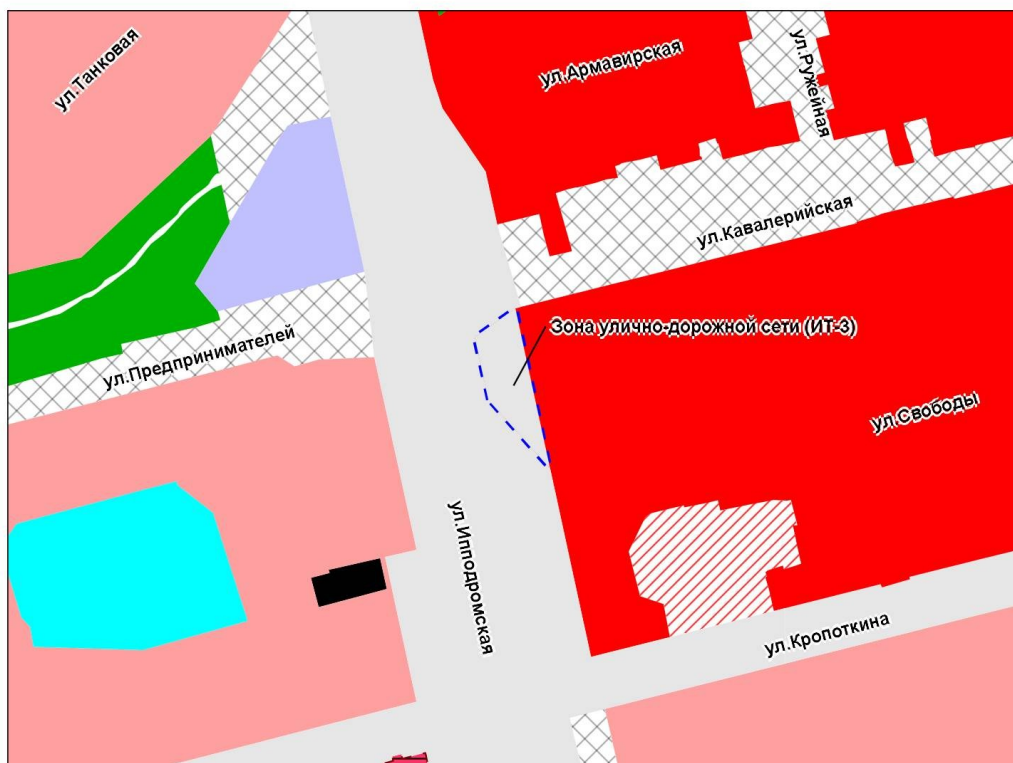 ул.Танковая
ул.Армавирская
ул.Ружейная
ул.Кавалерийская
Зона улично-дорожной сети (ИТ-3)
ул.Предпринимателей
ул.Свободы
ул.Ипподромская
ул.Кропоткина